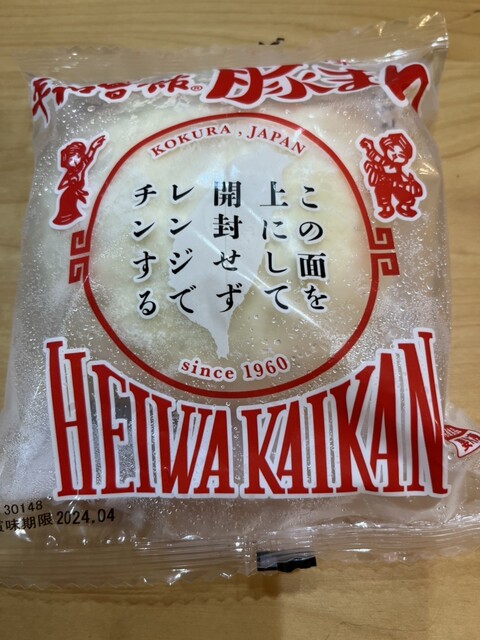 豚まん
KOKURA , JAPAN
この面を
上にして
開封せず
レンジで
チンする
since 1960
HEIWA KAIKAN
30148
賞味期限 2024.04